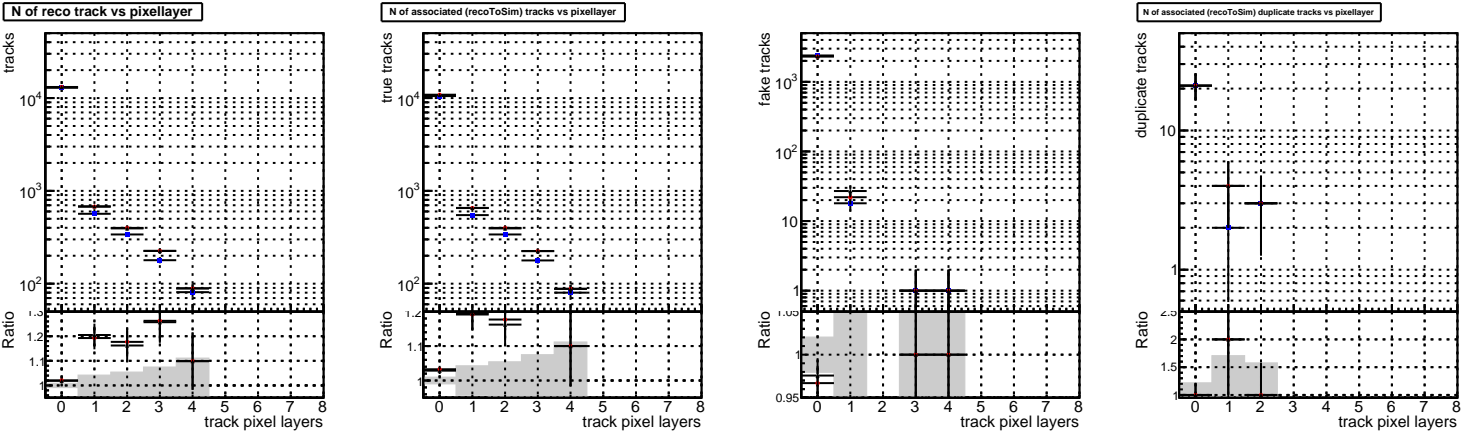 N of reco track vs pixellayer
tracks
10^4
10^3
10^2
Ratio
1.3
1.2
1.1
1
0 1 2 3 4 5 6 7 8
track pixel layers
N of associated (recoToSim) tracks vs pixellayer
true tracks
10^4
10^3
10^2
Ratio
1.2
1.1
1
0 1 2 3 4 5 6 7 8
track pixel layers
fake tracks
10^3
10^2
10
1
Ratio
1.05
1
0.95
0 1 2 3 4 5 6 7 8
track pixel layers
N of associated (recoToSim) duplicate tracks vs pixellayer
duplicate tracks
10
1
Ratio
2.5
2
1.5
1
0 1 2 3 4 5 6 7 8
track pixel layers